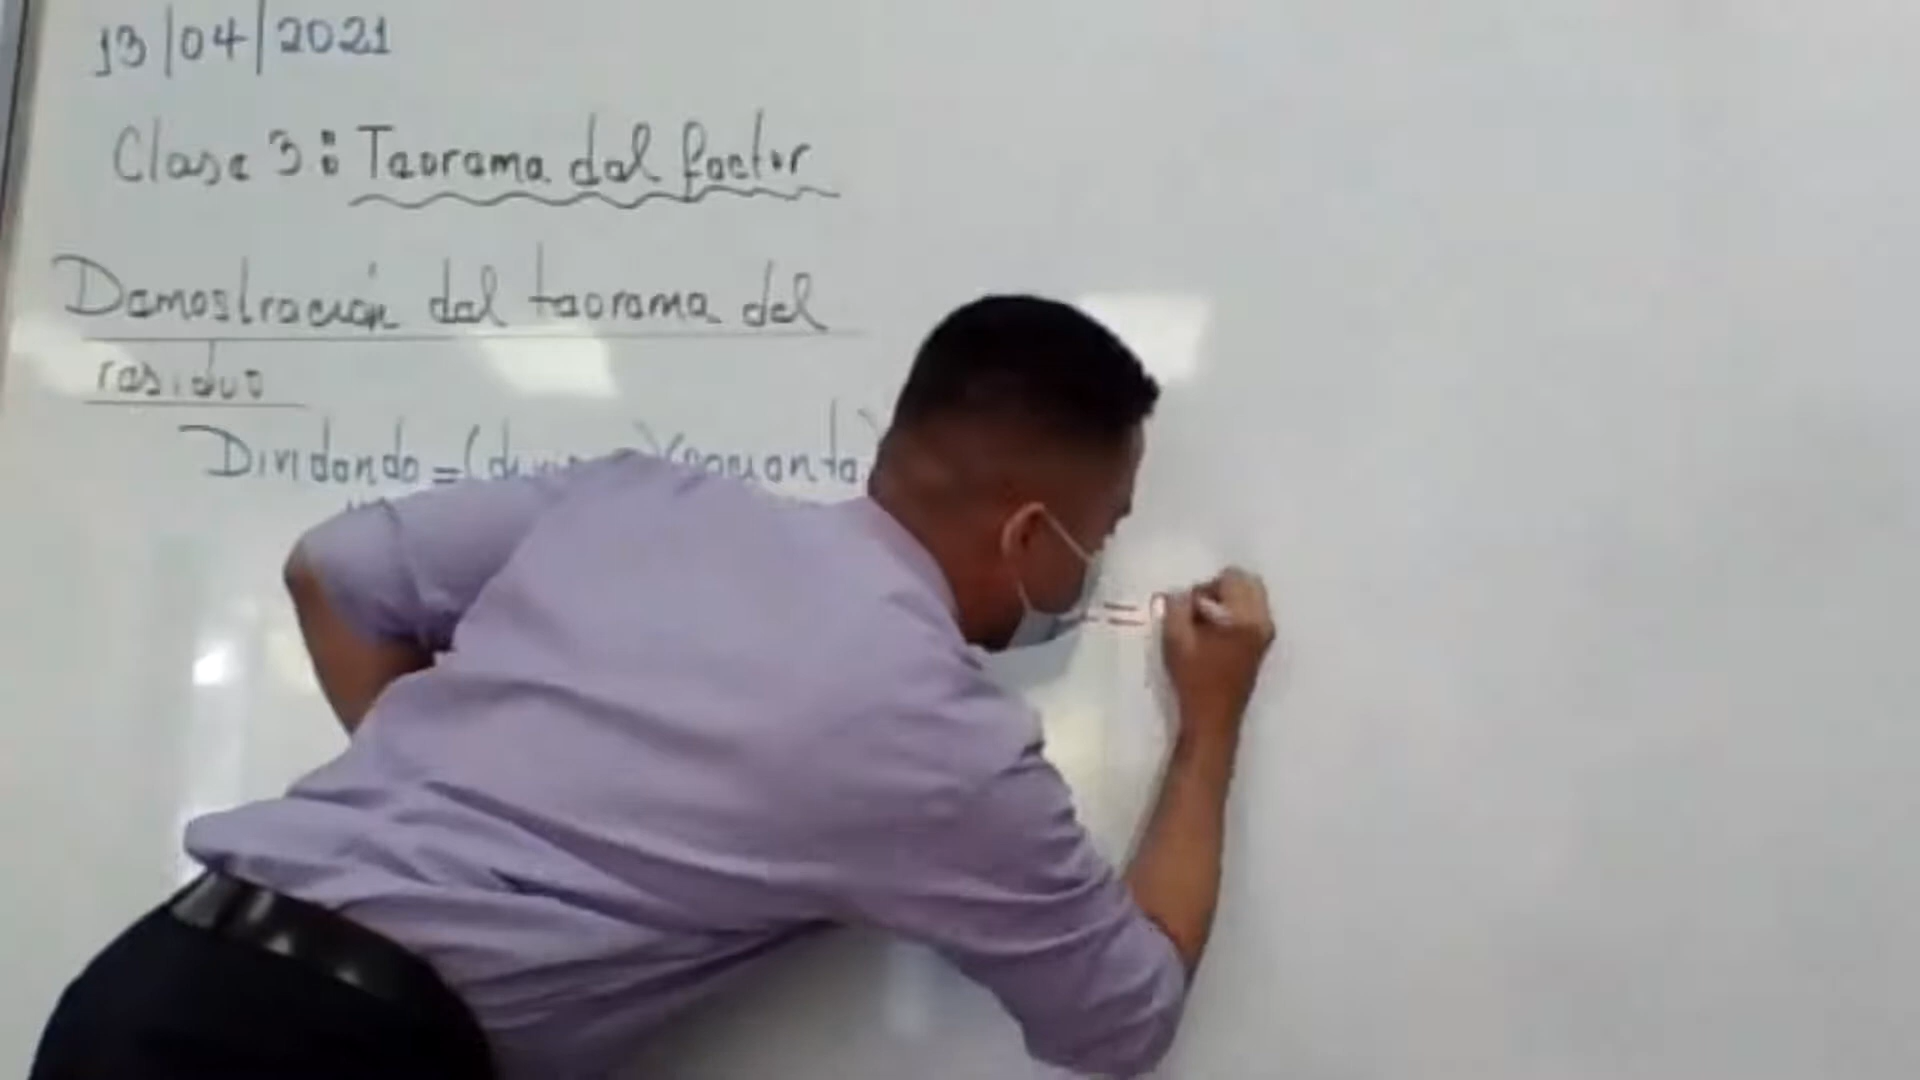 13/04/2021
Clase 3: Teorema del factor
Demostración del teorema del
residuo
Dividendo = (
=